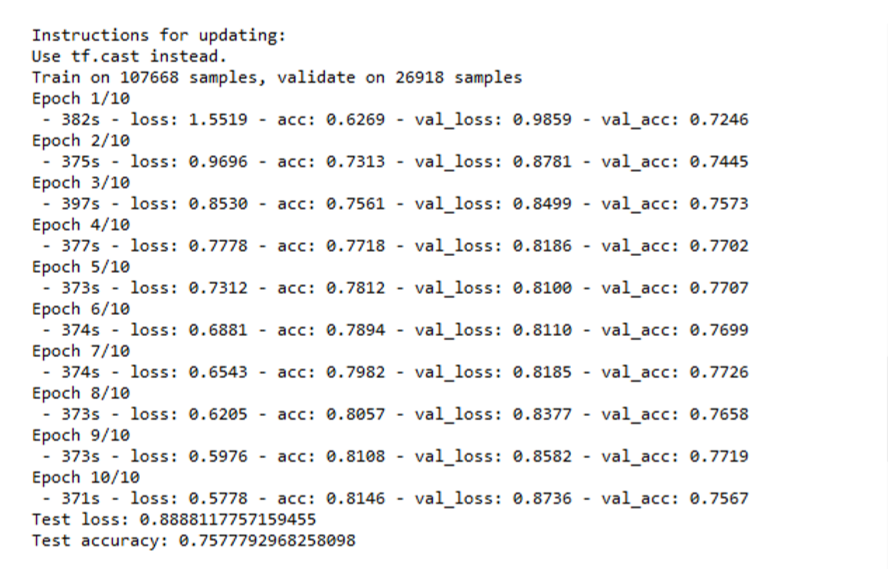 Instructions for updating:
Use tf.cast instead.
Train on 107668 samples, validate on 26918 samples
Epoch 1/10
 - 382s - loss: 1.5519 - acc: 0.6269 - val_loss: 0.9859 - val_acc: 0.7246
Epoch 2/10
 - 375s - loss: 0.9696 - acc: 0.7313 - val_loss: 0.8781 - val_acc: 0.7445
Epoch 3/10
 - 397s - loss: 0.8530 - acc: 0.7561 - val_loss: 0.8499 - val_acc: 0.7573
Epoch 4/10
 - 377s - loss: 0.7778 - acc: 0.7718 - val_loss: 0.8186 - val_acc: 0.7702
Epoch 5/10
 - 373s - loss: 0.7312 - acc: 0.7812 - val_loss: 0.8100 - val_acc: 0.7707
Epoch 6/10
 - 374s - loss: 0.6881 - acc: 0.7894 - val_loss: 0.8110 - val_acc: 0.7699
Epoch 7/10
 - 374s - loss: 0.6543 - acc: 0.7982 - val_loss: 0.8185 - val_acc: 0.7726
Epoch 8/10
 - 373s - loss: 0.6205 - acc: 0.8057 - val_loss: 0.8377 - val_acc: 0.7658
Epoch 9/10
 - 373s - loss: 0.5976 - acc: 0.8108 - val_loss: 0.8582 - val_acc: 0.7719
Epoch 10/10
 - 371s - loss: 0.5778 - acc: 0.8146 - val_loss: 0.8736 - val_acc: 0.7567
Test loss: 0.8888117757159455
Test accuracy: 0.7577792968258098